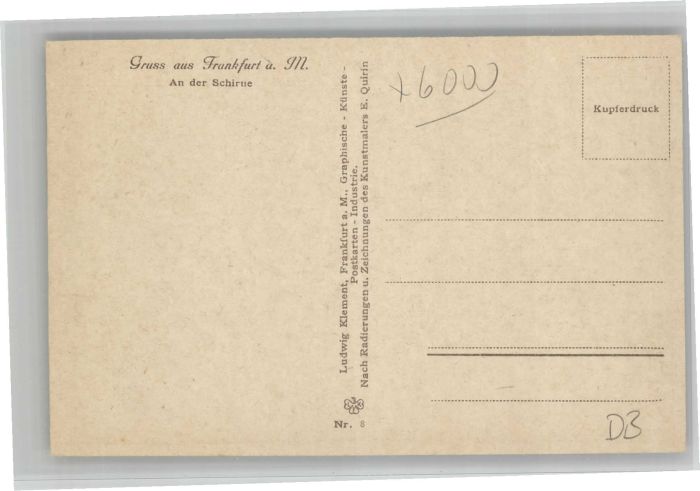 Gruss aus Frankfurt a. M.
An der Schirne
Ludwig Klement, Frankfurt a. M., Graphische - Künste -
Postkarten - Industrie.
Nach Radierungen u. Zeichnungen des Kunstmalers E. Quirin
Nr. 8
x6000
Kupferdruck
DB